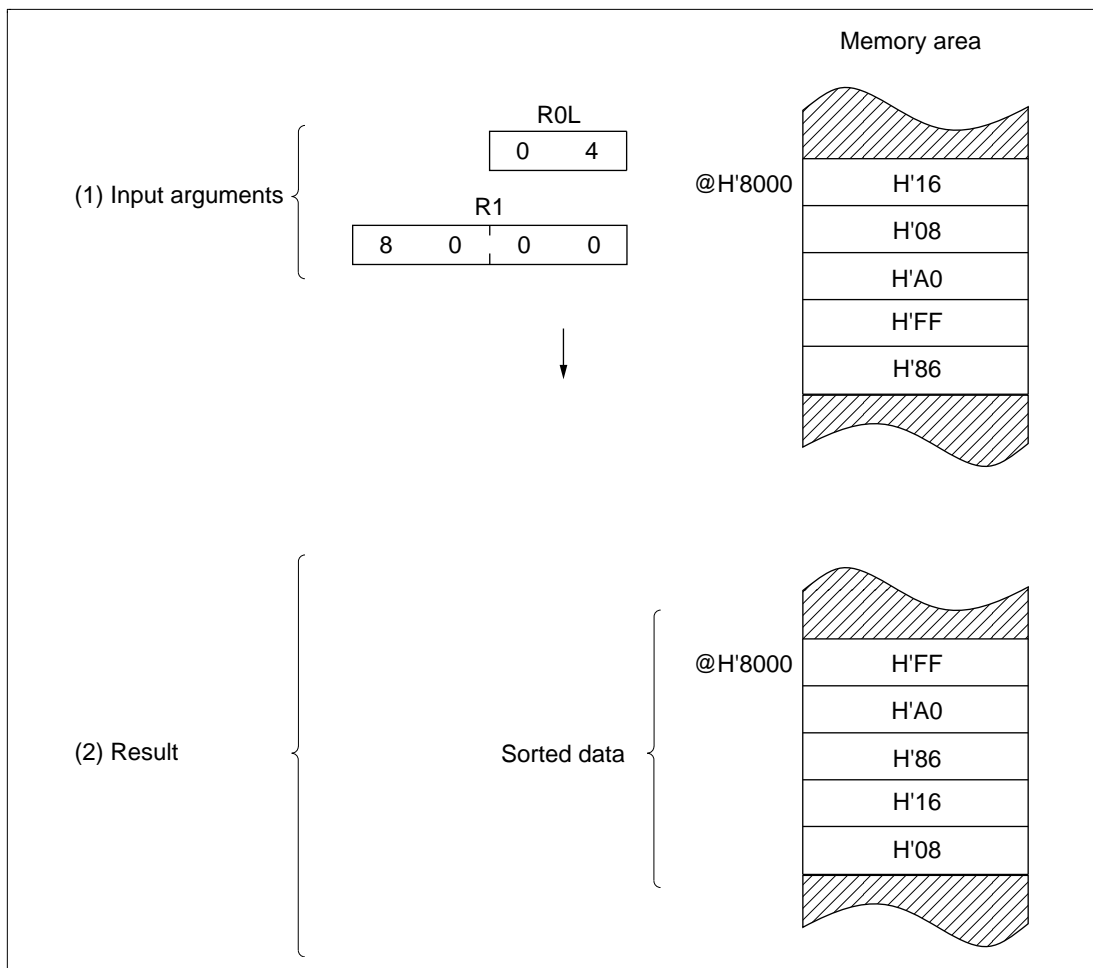 Memory area
R0L
0 4
(1) Input arguments
@H'8000
H'16
R1
8 0 0 0
H'08
H'A0
H'FF
H'86
@H'8000
H'FF
H'A0
(2) Result
Sorted data
H'86
H'16
H'08